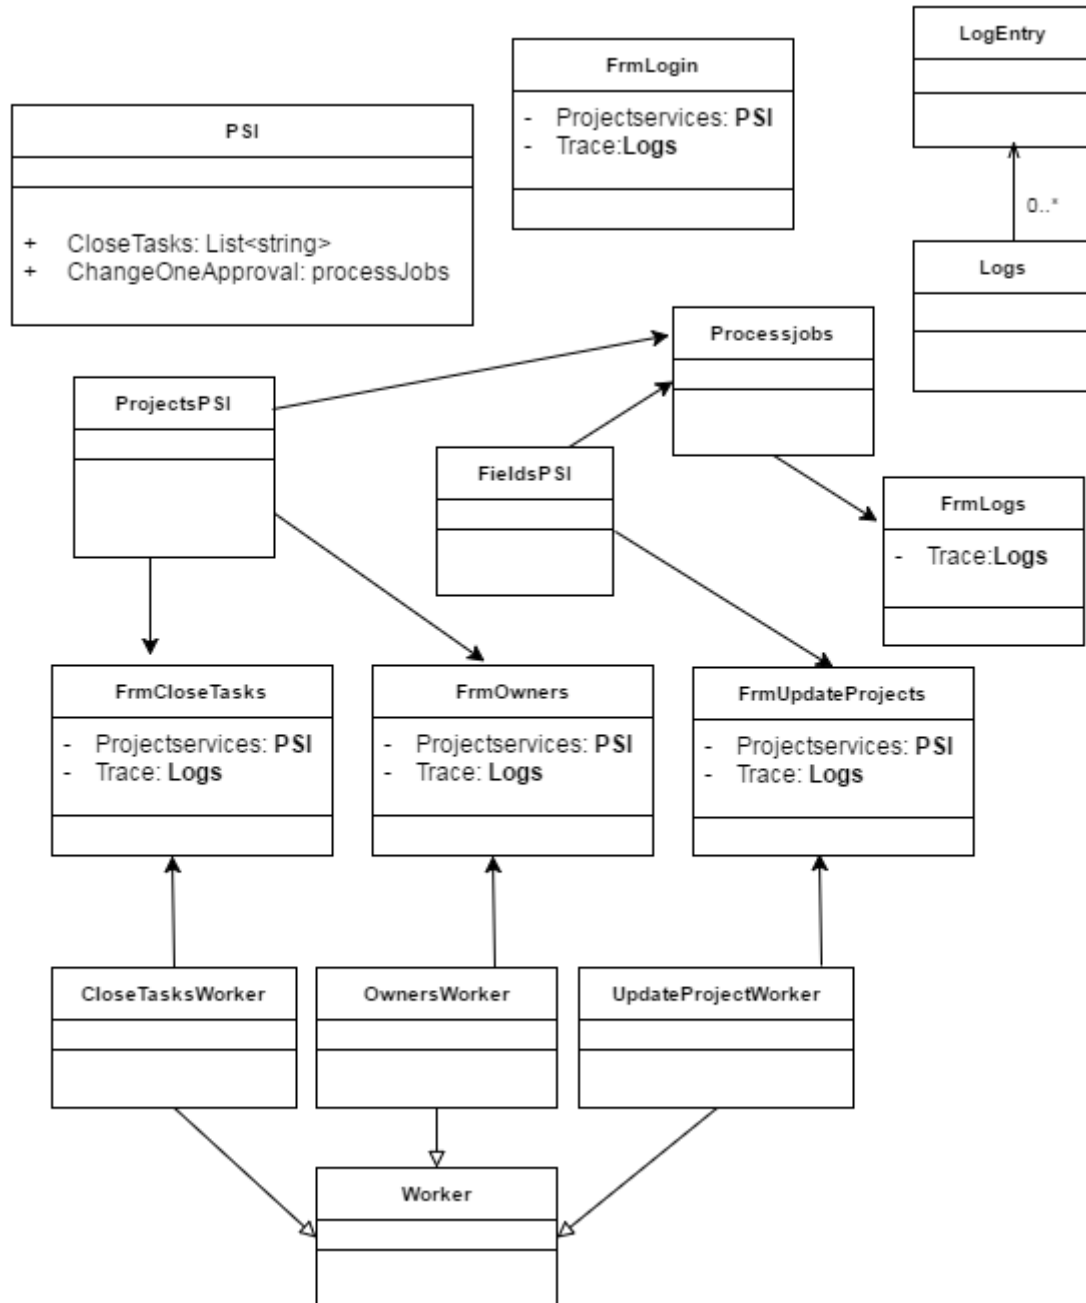 LogEntry
FrmLogin
- Projectservices: PSI
- Trace:Logs
PSI
+ CloseTasks: List<string>
+ ChangeOneApproval: processJobs
0..*
Logs
Processjobs
ProjectsPSI
FieldsPSI
FrmLogs
- Trace:Logs
FrmCloseTasks
- Projectservices: PSI
- Trace: Logs
FrmOwners
- Projectservices: PSI
- Trace: Logs
FrmUpdateProjects
- Projectservices: PSI
- Trace: Logs
CloseTasksWorker
OwnersWorker
UpdateProjectWorker
Worker